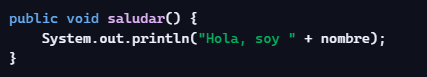 public void saludar() {
    System.out.println("Hola, soy " + nombre);
}